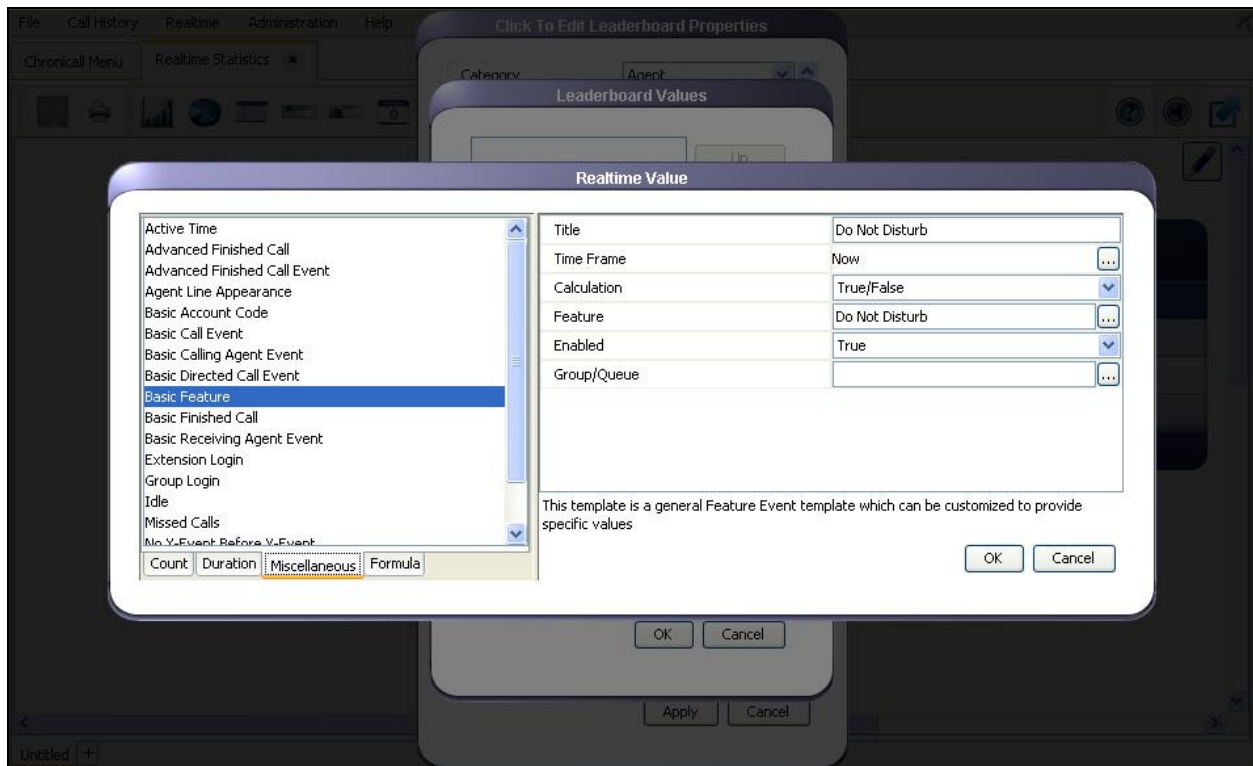 File Call History Realtime Administration Help
Click To Edit Leaderboard Properties
Chronicall Menu Realtime Statistics
Category Agent
Leaderboard Values
Up
Realtime Value
Active Time
Advanced Finished Call
Advanced Finished Call Event
Agent Line Appearance
Basic Account Code
Basic Call Event
Basic Calling Agent Event
Basic Directed Call Event
Basic Feature
Basic Finished Call
Basic Receiving Agent Event
Extension Login
Group Login
Idle
Missed Calls
No Y-Event Before X-Event
Count Duration Miscellaneous Formula
Title Do Not Disturb
Time Frame Now ...
Calculation True/False
Feature Do Not Disturb ...
Enabled True
Group/Queue ...
This template is a general Feature Event template which can be customized to provide
specific values
OK Cancel
OK Cancel
Apply Cancel
Untitled +